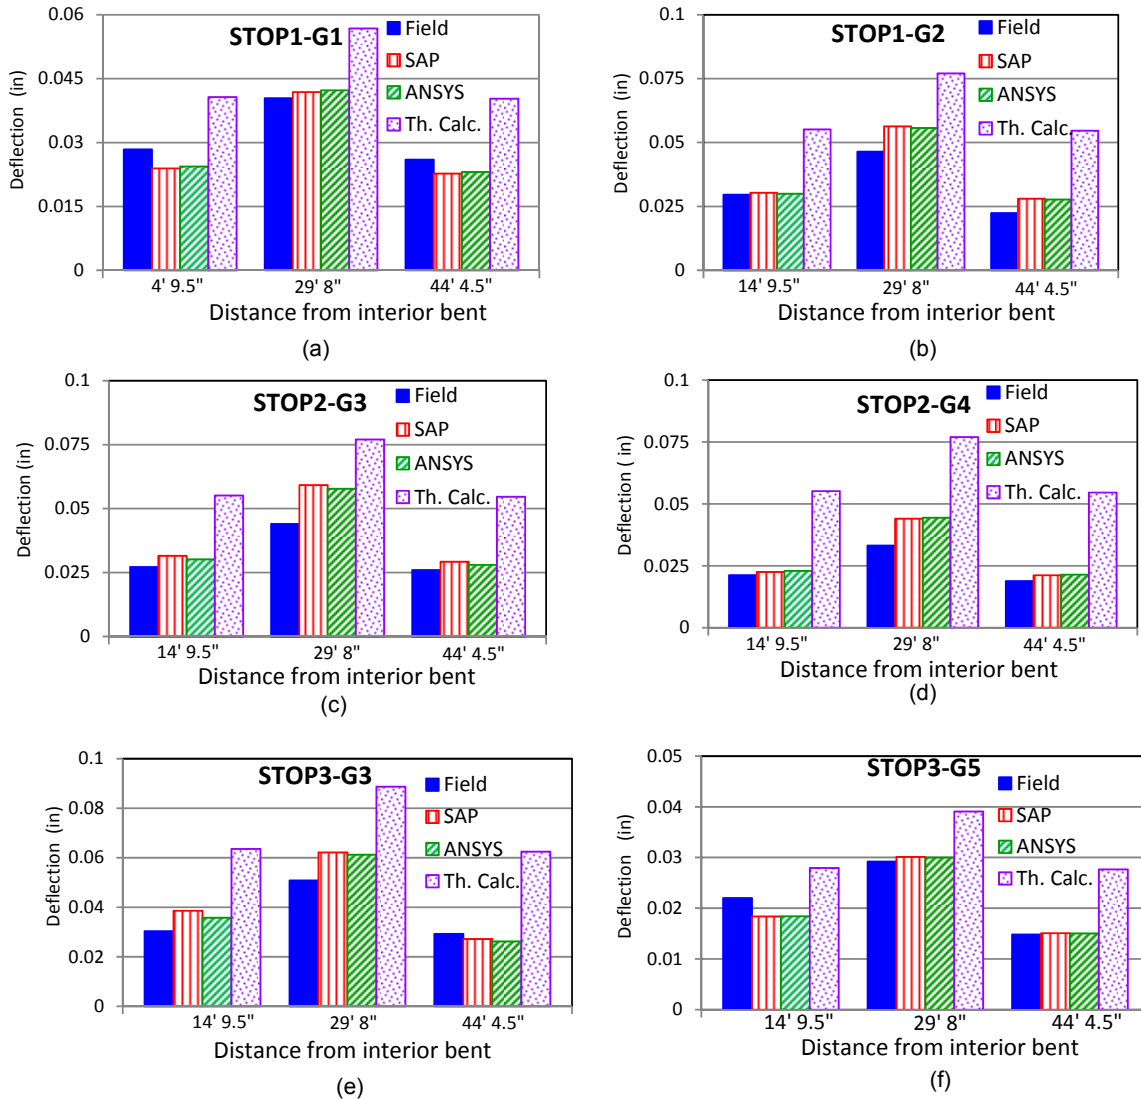 STOP1-G1
Deflection (in)
0.06
0.045
0.03
0.015
0
Field
SAP
ANSYS
Th. Calc.
4' 9.5" 29' 8" 44' 4.5"
Distance from interior bent
(a)
STOP1-G2
Deflection (in)
0.1
0.075
0.05
0.025
0
Field
SAP
ANSYS
Th. Calc.
14' 9.5" 29' 8" 44' 4.5"
Distance from interior bent
(b)
STOP2-G3
Deflection (in)
0.1
0.075
0.05
0.025
0
Field
SAP
ANSYS
Th. Calc.
14' 9.5" 29' 8" 44' 4.5"
Distance from interior bent
(c)
STOP2-G4
Deflection ( in)
0.1
0.075
0.05
0.025
0
Field
SAP
ANSYS
Th. Calc.
14' 9.5" 29' 8" 44' 4.5"
Distance from interior bent
(d)
STOP3-G3
Deflection (in)
0.1
0.08
0.06
0.04
0.02
0
Field
SAP
ANSYS
Th. Calc.
14' 9.5" 29' 8" 44' 4.5"
Distance from interior bent
(e)
STOP3-G5
Deflection (in)
0.05
0.04
0.03
0.02
0.01
0
Field
SAP
ANSYS
Th. Calc.
14' 9.5" 29' 8" 44' 4.5"
Distance from interior bent
(f)